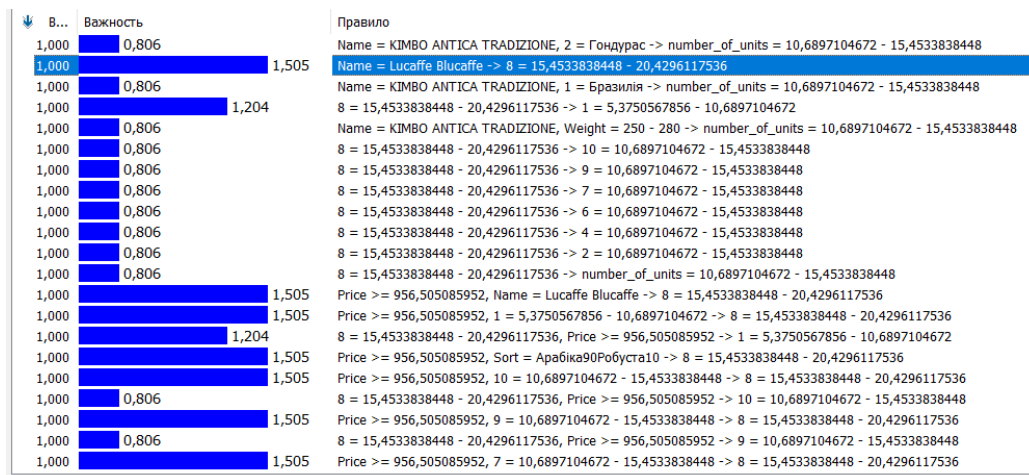 В... Важность Правило
1,000 0,806 Name = KIMBO ANTICA TRADIZIONE, 2 = Гондурас -> number_of_units = 10,6897104672 - 15,4533838448
1,000 1,505 Name = Lucaffe Blucaffe -> 8 = 15,4533838448 - 20,4296117536
1,000 0,806 Name = KIMBO ANTICA TRADIZIONE, 1 = Бразилія -> number_of_units = 10,6897104672 - 15,4533838448
1,000 1,204 8 = 15,4533838448 - 20,4296117536 -> 1 = 5,3750567856 - 10,6897104672
1,000 0,806 Name = KIMBO ANTICA TRADIZIONE, Weight = 250 - 280 -> number_of_units = 10,6897104672 - 15,4533838448
1,000 0,806 8 = 15,4533838448 - 20,4296117536 -> 10 = 10,6897104672 - 15,4533838448
1,000 0,806 8 = 15,4533838448 - 20,4296117536 -> 9 = 10,6897104672 - 15,4533838448
1,000 0,806 8 = 15,4533838448 - 20,4296117536 -> 7 = 10,6897104672 - 15,4533838448
1,000 0,806 8 = 15,4533838448 - 20,4296117536 -> 6 = 10,6897104672 - 15,4533838448
1,000 0,806 8 = 15,4533838448 - 20,4296117536 -> 4 = 10,6897104672 - 15,4533838448
1,000 0,806 8 = 15,4533838448 - 20,4296117536 -> 2 = 10,6897104672 - 15,4533838448
1,000 0,806 8 = 15,4533838448 - 20,4296117536 -> number_of_units = 10,6897104672 - 15,4533838448
1,000 1,505 Price >= 956,505085952, Name = Lucaffe Blucaffe -> 8 = 15,4533838448 - 20,4296117536
1,000 1,505 Price >= 956,505085952, 1 = 5,3750567856 - 10,6897104672 -> 8 = 15,4533838448 - 20,4296117536
1,000 1,204 8 = 15,4533838448 - 20,4296117536, Price >= 956,505085952 -> 1 = 5,3750567856 - 10,6897104672
1,000 1,505 Price >= 956,505085952, Sort = Арабіка90Робуста10 -> 8 = 15,4533838448 - 20,4296117536
1,000 1,505 Price >= 956,505085952, 10 = 10,6897104672 - 15,4533838448 -> 8 = 15,4533838448 - 20,4296117536
1,000 0,806 8 = 15,4533838448 - 20,4296117536, Price >= 956,505085952 -> 10 = 10,6897104672 - 15,4533838448
1,000 1,505 Price >= 956,505085952, 9 = 10,6897104672 - 15,4533838448 -> 8 = 15,4533838448 - 20,4296117536
1,000 0,806 8 = 15,4533838448 - 20,4296117536, Price >= 956,505085952 -> 9 = 10,6897104672 - 15,4533838448
1,000 1,505 Price >= 956,505085952, 7 = 10,6897104672 - 15,4533838448 -> 8 = 15,4533838448 - 20,4296117536